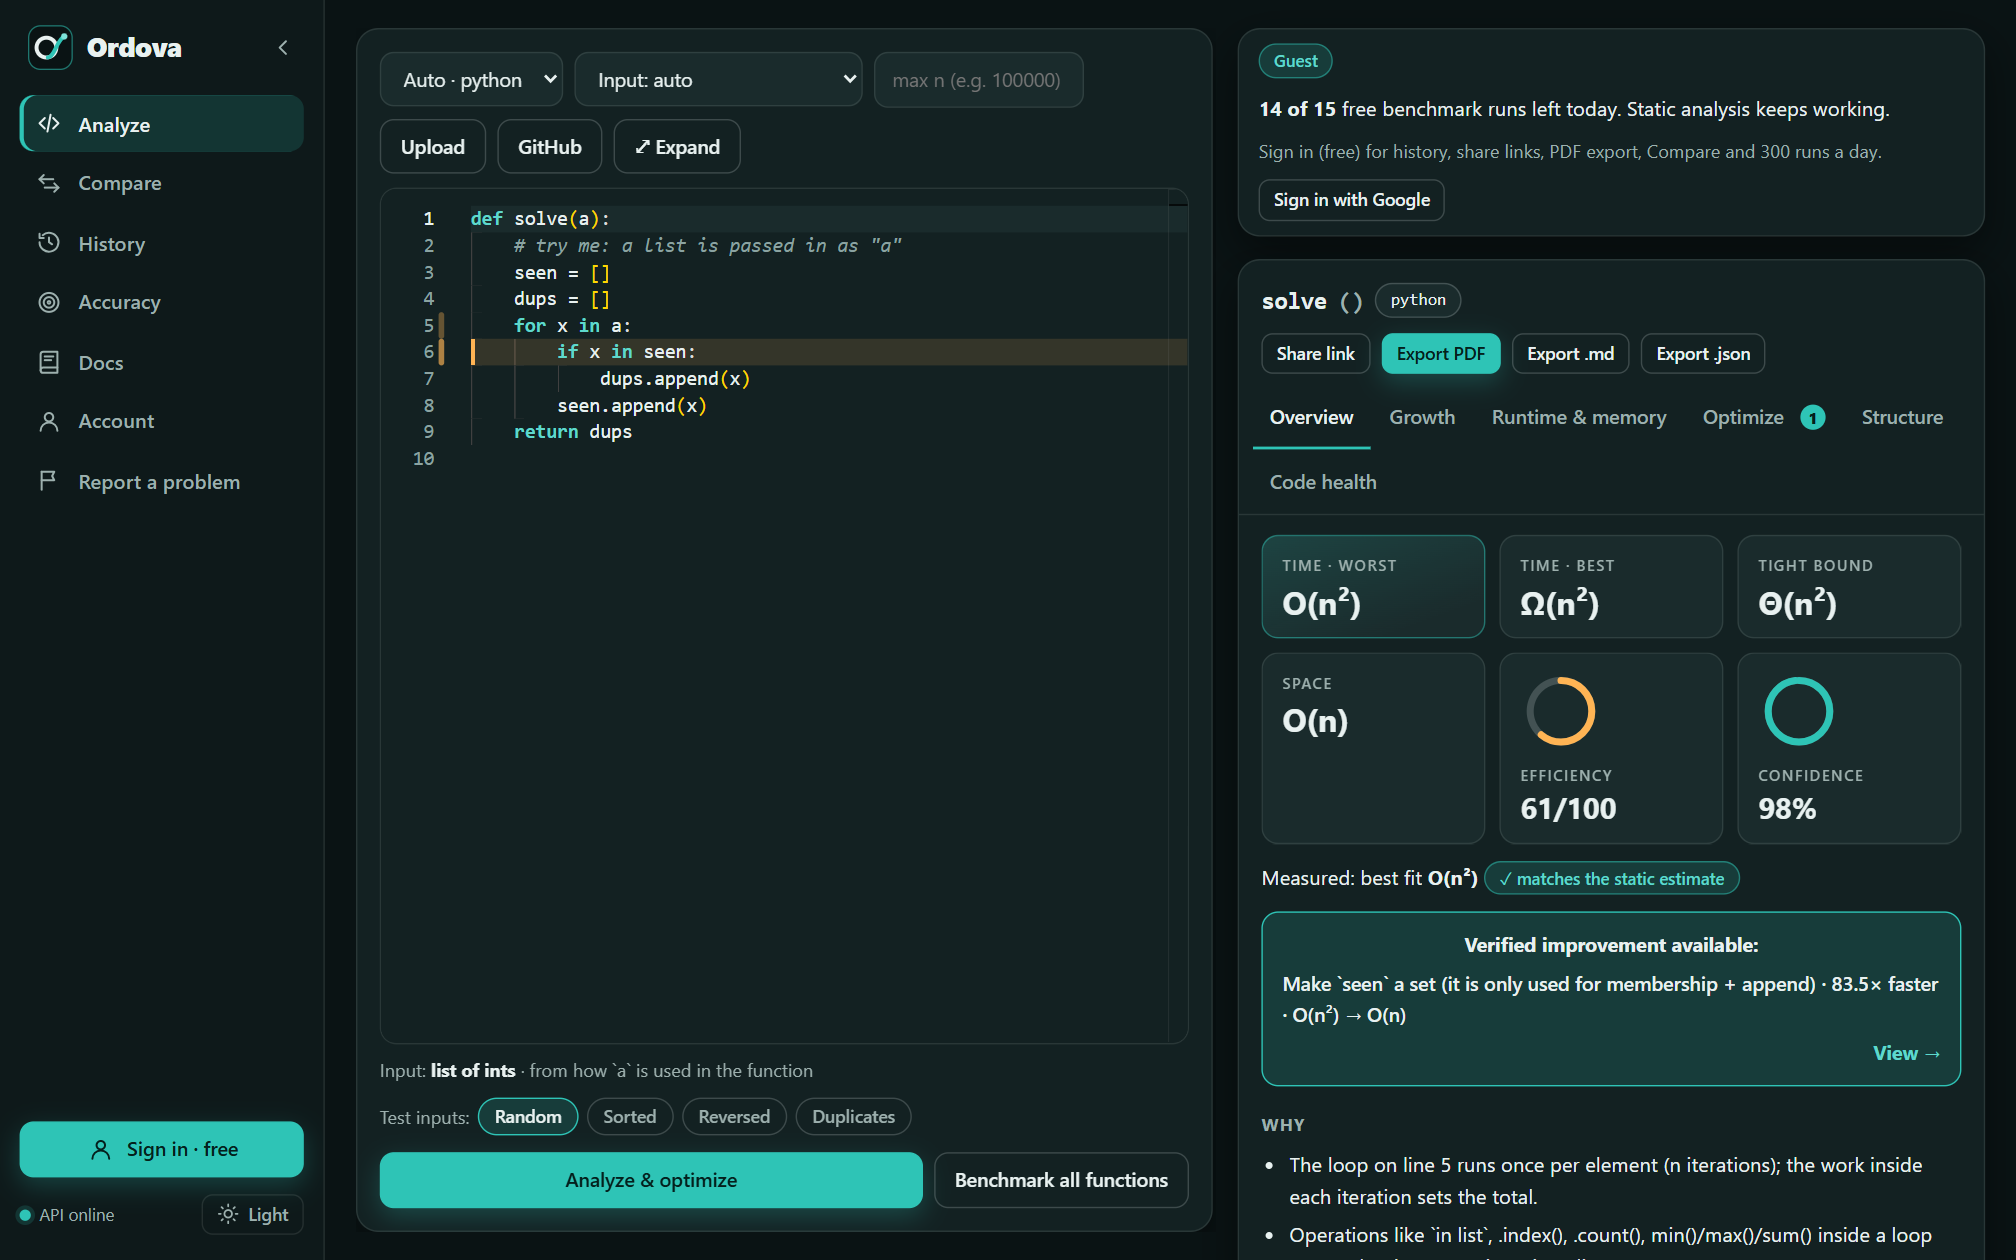 Ordova
Analyze
Compare
History
Accuracy
Docs
Account
Report a problem
Sign in · free
API online
Light
Auto · python
Input: auto
max n (e.g. 100000)
Upload
GitHub
⤢ Expand
1 def solve(a):
2 # try me: a list is passed in as "a"
3 seen = []
4 dups = []
5 for x in a:
6 if x in seen:
7 dups.append(x)
8 seen.append(x)
9 return dups
10
Input: list of ints · from how `a` is used in the function
Test inputs: Random Sorted Reversed Duplicates
Analyze & optimize
Benchmark all functions
Guest
14 of 15 free benchmark runs left today. Static analysis keeps working.
Sign in (free) for history, share links, PDF export, Compare and 300 runs a day.
Sign in with Google
solve () python
Share link
Export PDF
Export .md
Export .json
Overview
Growth
Runtime & memory
Optimize 1
Structure
Code health
TIME · WORST
O(n²)
TIME · BEST
Ω(n²)
TIGHT BOUND
Θ(n²)
SPACE
O(n)
EFFICIENCY
61/100
CONFIDENCE
98%
Measured: best fit O(n²) ✓ matches the static estimate
Verified improvement available:
Make `seen` a set (it is only used for membership + append) · 83.5× faster
· O(n²) → O(n)
View →
WHY
• The loop on line 5 runs once per element (n iterations); the work inside
each iteration sets the total.
• Operations like `in list`, .index(), .count(), min()/max()/sum() inside a loop